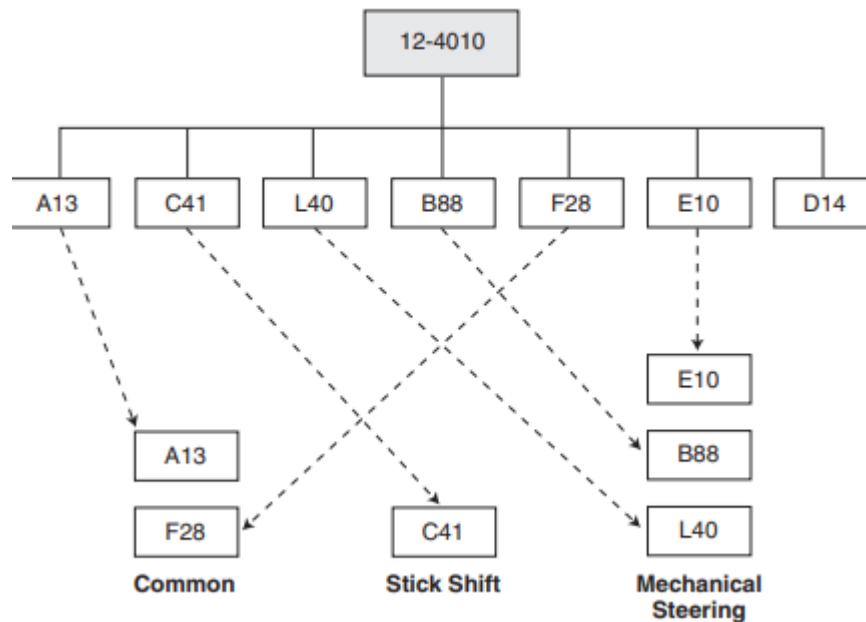 12-4010
A13 C41 L40 B88 F28 E10 D14
E10
A13 B88
F28 C41 L40
Common Stick Shift Mechanical
Steering